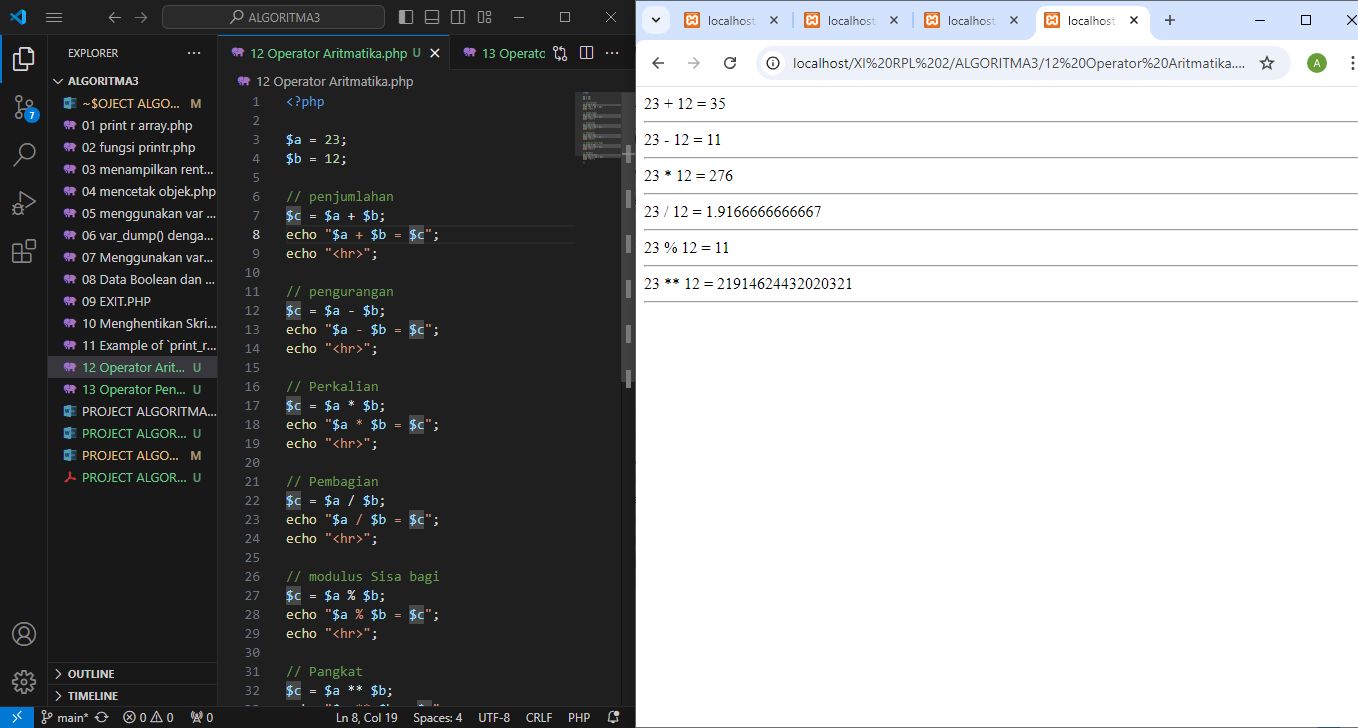 ALGORITMA3
EXPLORER
ALGORITMA3
~$OJECT ALGO... M
01 print r array.php
02 fungsi printr.php
03 menampilkan rent...
04 mencetak objek.php
05 menggunakan var ...
06 var_dump() denga...
07 Menggunakan var...
08 Data Boolean dan ...
09 EXIT.PHP
10 Menghentikan Skri...
11 Example of `print_r...
12 Operator Arit... U
13 Operator Pen... U
PROJECT ALGORITMA...
PROJECT ALGOR... U
PROJECT ALGO... M
PROJECT ALGOR... U
OUTLINE
TIMELINE
7
12 Operator Aritmatika.php U
13 Operato
12 Operator Aritmatika.php
1 <?php
2
3 $a = 23;
4 $b = 12;
5
6 // penjumlahan
7 $c = $a + $b;
8 echo "$a + $b = $c";
9 echo "<hr>";
10
11 // pengurangan
12 $c = $a - $b;
13 echo "$a - $b = $c";
14 echo "<hr>";
15
16 // Perkalian
17 $c = $a * $b;
18 echo "$a * $b = $c";
19 echo "<hr>";
20
21 // Pembagian
22 $c = $a / $b;
23 echo "$a / $b = $c";
24 echo "<hr>";
25
26 // modulus Sisa bagi
27 $c = $a % $b;
28 echo "$a % $b = $c";
29 echo "<hr>";
30
31 // Pangkat
32 $c = $a ** $b;
main* 0 0 0 Ln 8, Col 19 Spaces: 4 UTF-8 CRLF PHP
localhost localhost localhost localhost
localhost/XI%20RPL%202/ALGORITMA3/12%20Operator%20Aritmatika....
A
23 + 12 = 35
23 - 12 = 11
23 * 12 = 276
23 / 12 = 1.9166666666667
23 % 12 = 11
23 ** 12 = 21914624432020321